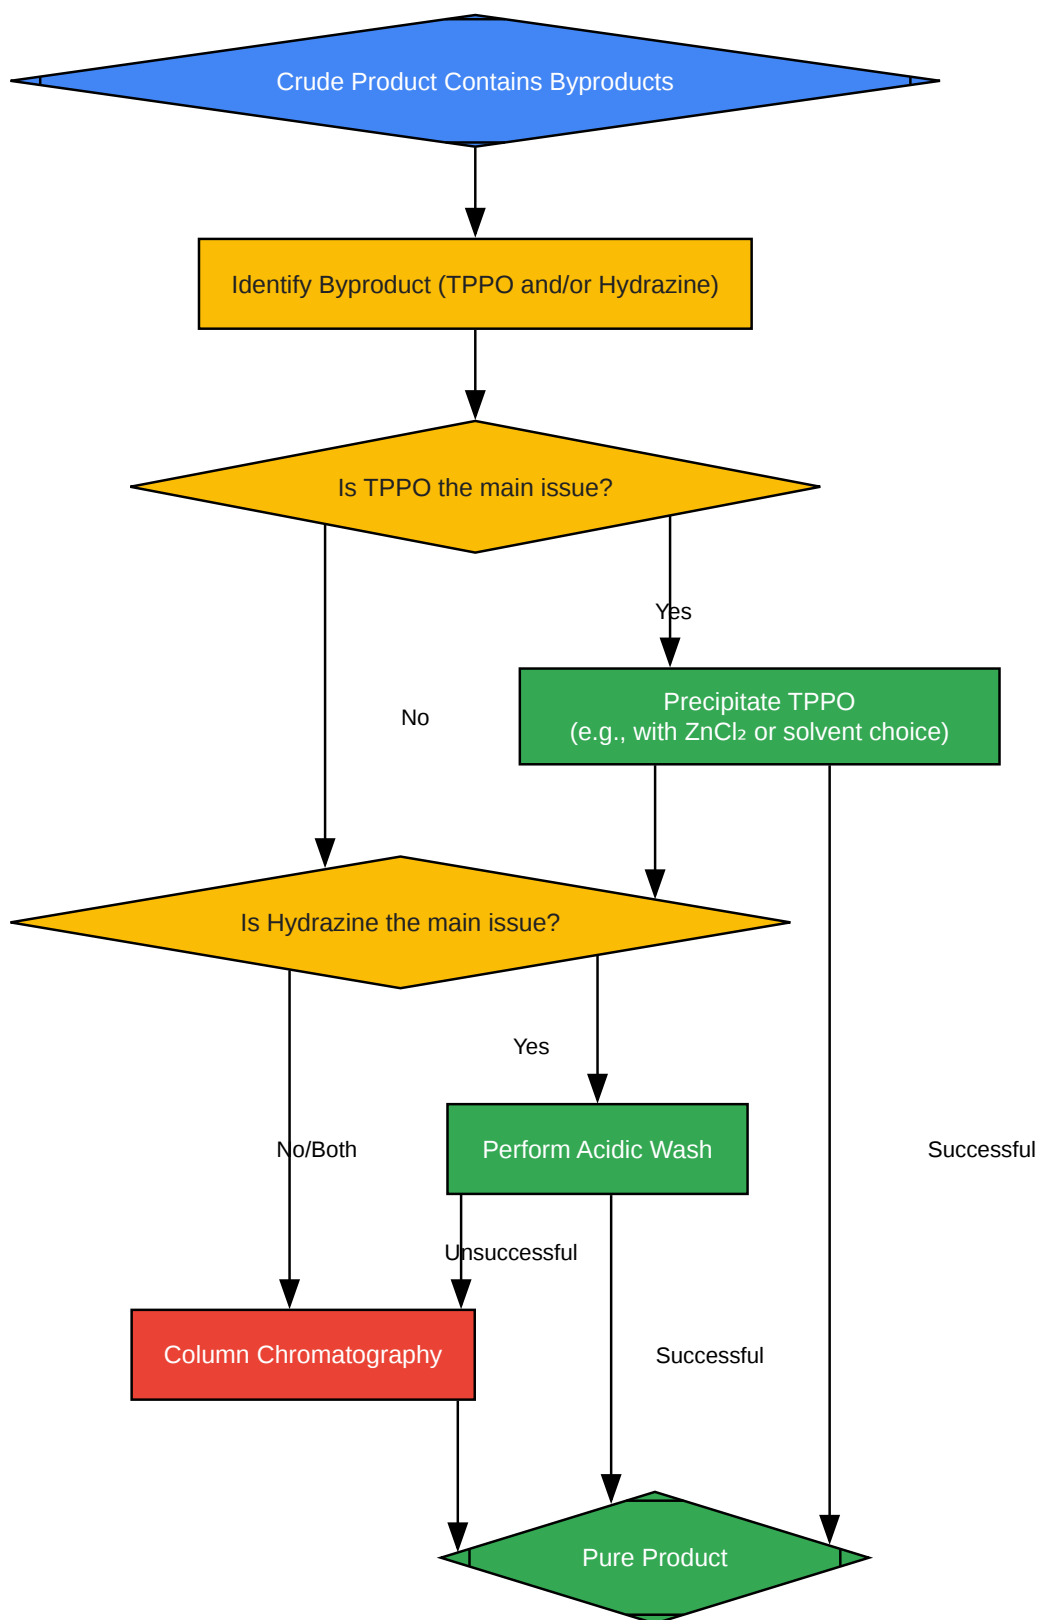 Crude Product Contains Byproducts
Identify Byproduct (TPPO and/or Hydrazine)
Is TPPO the main issue?
Yes
Precipitate TPPO
(e.g., with ZnCl₂ or solvent choice)
No
Is Hydrazine the main issue?
Yes
Perform Acidic Wash
No/Both
Successful
Unsuccessful
Column Chromatography
Successful
Pure Product